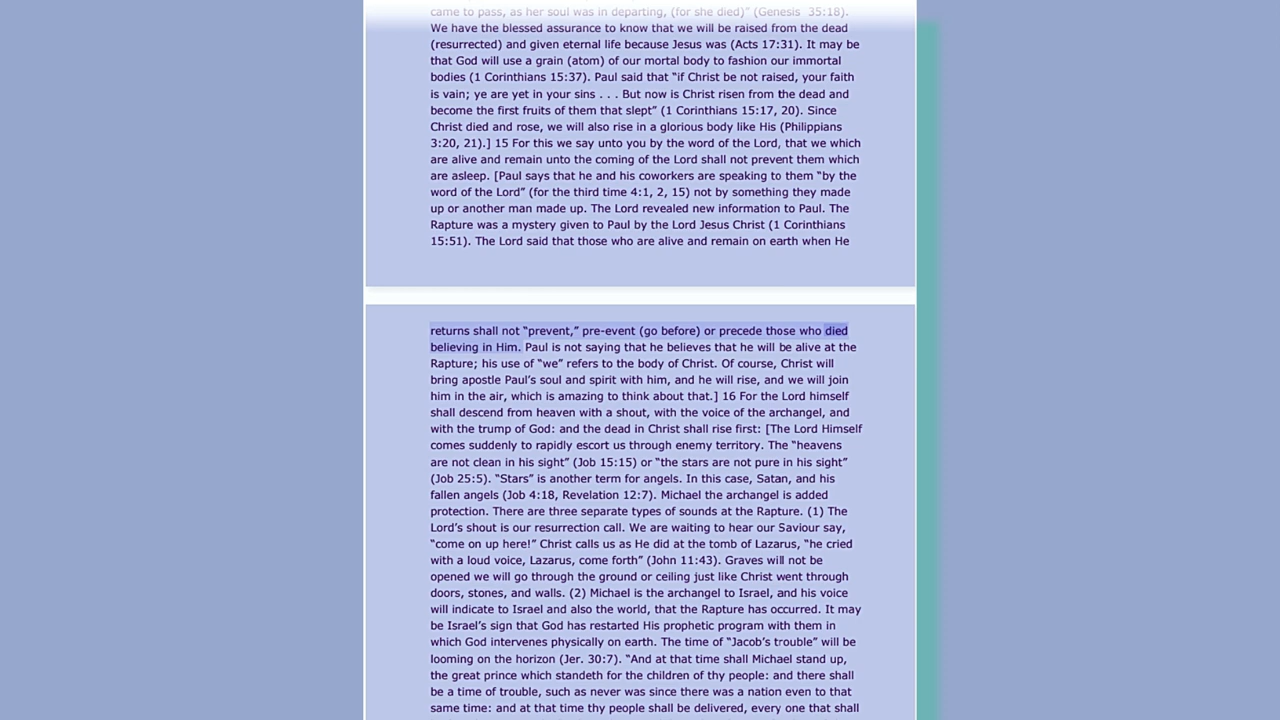 came to pass, as her soul was in departing, (for she died)” (Genesis 35:18).
We have the blessed assurance to know that we will be raised from the dead
(resurrected) and given eternal life because Jesus was (Acts 17:31). It may be
that God will use a grain (atom) of our mortal body to fashion our immortal
bodies (1 Corinthians 15:37). Paul said that “if Christ be not raised, your faith
is vain; ye are yet in your sins . . . But now is Christ risen from the dead and
become the first fruits of them that slept” (1 Corinthians 15:17, 20). Since
Christ died and rose, we will also rise in a glorious body like His (Philippians
3:20, 21).] 15 For this we say unto you by the word of the Lord, that we which
are alive and remain unto the coming of the Lord shall not prevent them which
are asleep. [Paul says that he and his coworkers are speaking to them “by the
word of the Lord” (for the third time 4:1, 2, 15) not by something they made
up or another man made up. The Lord revealed new information to Paul. The
Rapture was a mystery given to Paul by the Lord Jesus Christ (1 Corinthians
15:51). The Lord said that those who are alive and remain on earth when He
returns shall not “prevent,” pre-event (go before) or precede those who died
believing in Him. Paul is not saying that he believes that he will be alive at the
Rapture; his use of “we” refers to the body of Christ. Of course, Christ will
bring apostle Paul’s soul and spirit with him, and he will rise, and we will join
him in the air, which is amazing to think about that.] 16 For the Lord himself
shall descend from heaven with a shout, with the voice of the archangel, and
with the trump of God: and the dead in Christ shall rise first: [The Lord Himself
comes suddenly to rapidly escort us through enemy territory. The “heavens
are not clean in his sight” (Job 15:15) or “the stars are not pure in his sight”
(Job 25:5). “Stars” is another term for angels. In this case, Satan, and his
fallen angels (Job 4:18, Revelation 12:7). Michael the archangel is added
protection. There are three separate types of sounds at the Rapture. (1) The
Lord’s shout is our resurrection call. We are waiting to hear our Saviour say,
“come on up here!” Christ calls us as He did at the tomb of Lazarus, “he cried
with a loud voice, Lazarus, come forth” (John 11:43). Graves will not be
opened we will go through the ground or ceiling just like Christ went through
doors, stones, and walls. (2) Michael is the archangel to Israel, and his voice
will indicate to Israel and also the world, that the Rapture has occurred. It may
be Israel’s sign that God has restarted His prophetic program with them in
which God intervenes physically on earth. The time of “Jacob’s trouble” will be
looming on the horizon (Jer. 30:7). “And at that time shall Michael stand up,
the great prince which standeth for the children of thy people: and there shall
be a time of trouble, such as never was since there was a nation even to that
same time: and at that time thy people shall be delivered, every one that shall